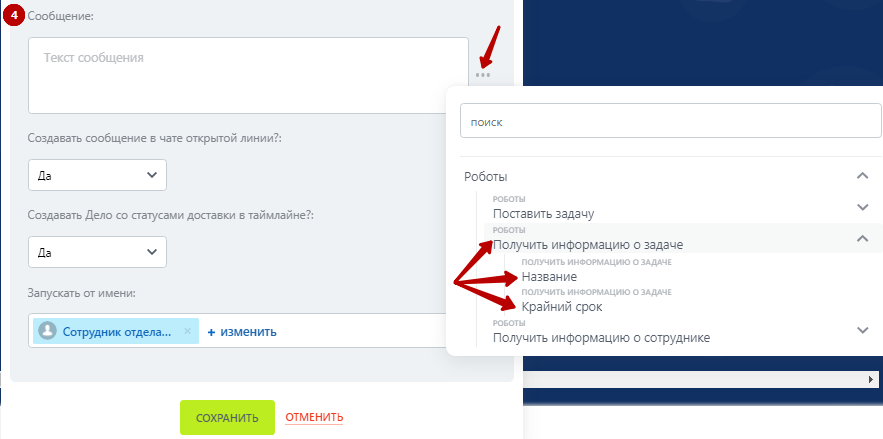 4
Сообщение:
Текст сообщения
Создавать сообщение в чате открытой линии?:
Да
Создавать Дело со статусами доставки в таймлайне?:
Да
Запускать от имени:
Сотрудник отдела... × + изменить
СОХРАНИТЬ ОТМЕНИТЬ
поиск
Роботы
РОБОТЫ
Поставить задачу
РОБОТЫ
Получить информацию о задаче
ПОЛУЧИТЬ ИНФОРМАЦИЮ О ЗАДАЧЕ
Название
ПОЛУЧИТЬ ИНФОРМАЦИЮ О ЗАДАЧЕ
Крайний срок
РОБОТЫ
Получить информацию о сотруднике